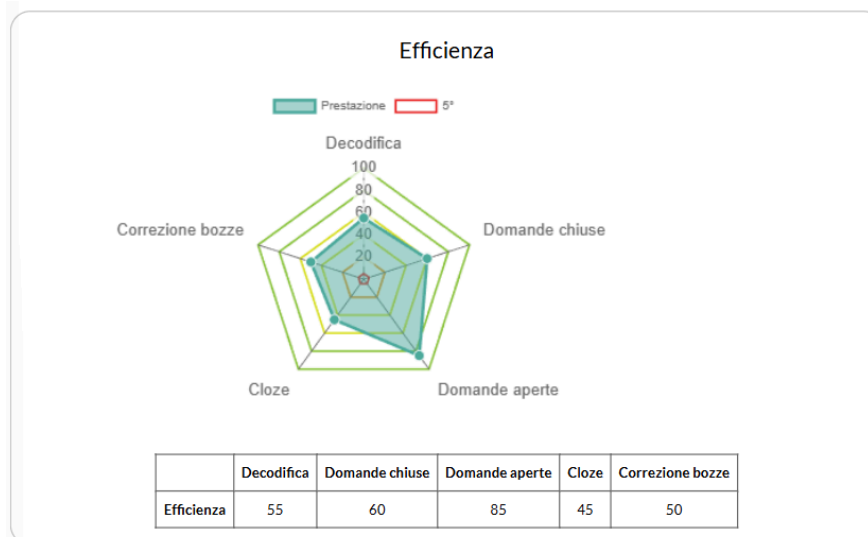 Efficienza
Prestazione 5°
Decodifica
100
80
60
40
20
Correzione bozze
Domande chiuse
Cloze
Domande aperte
Decodifica Domande chiuse Domande aperte Cloze Correzione bozze
Efficienza 55 60 85 45 50